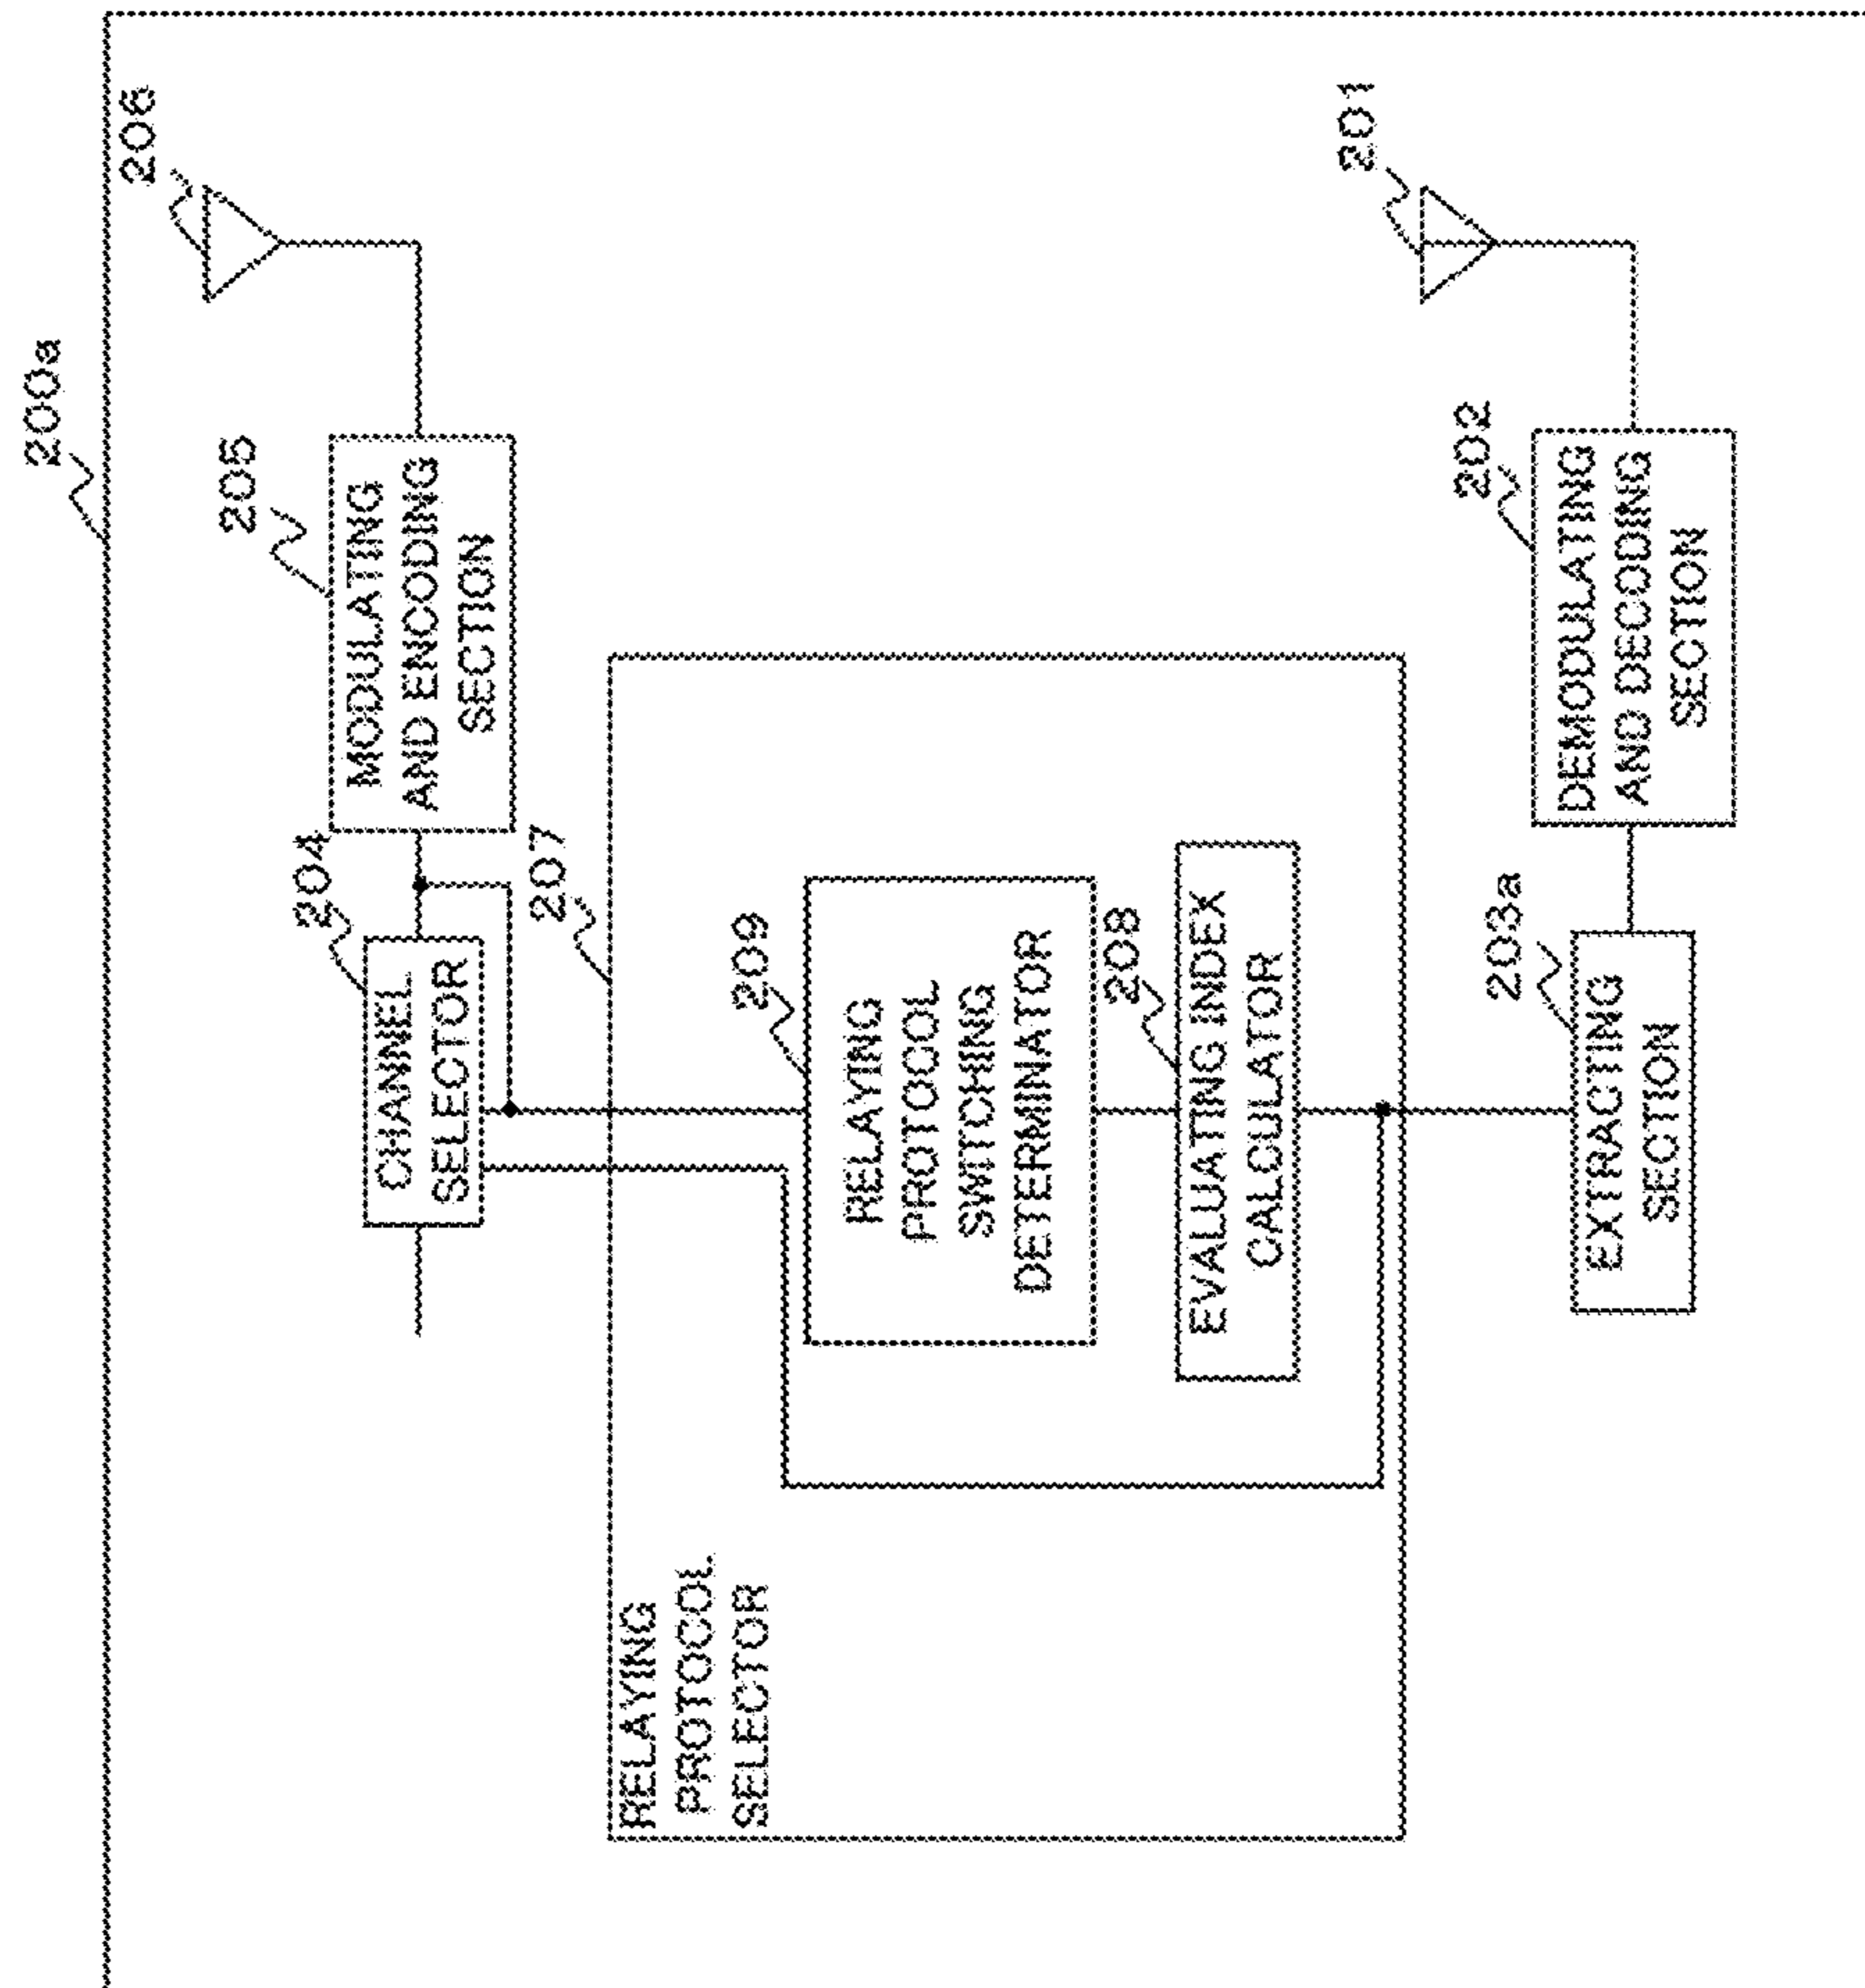 200a
206
205
MODULATING
AND ENCODING
SECTION
204
CHANNEL
SELECTOR
207
RELAYING
PROTOCOL
SELECTOR
209
RELAYING
PROTOCOL
SWITCHING
DETERMINATOR
208
EVALUATING INDEX
CALCULATOR
201
202
DEMODULATING
AND DECODING
SECTION
203a
EXTRACTING
SECTION